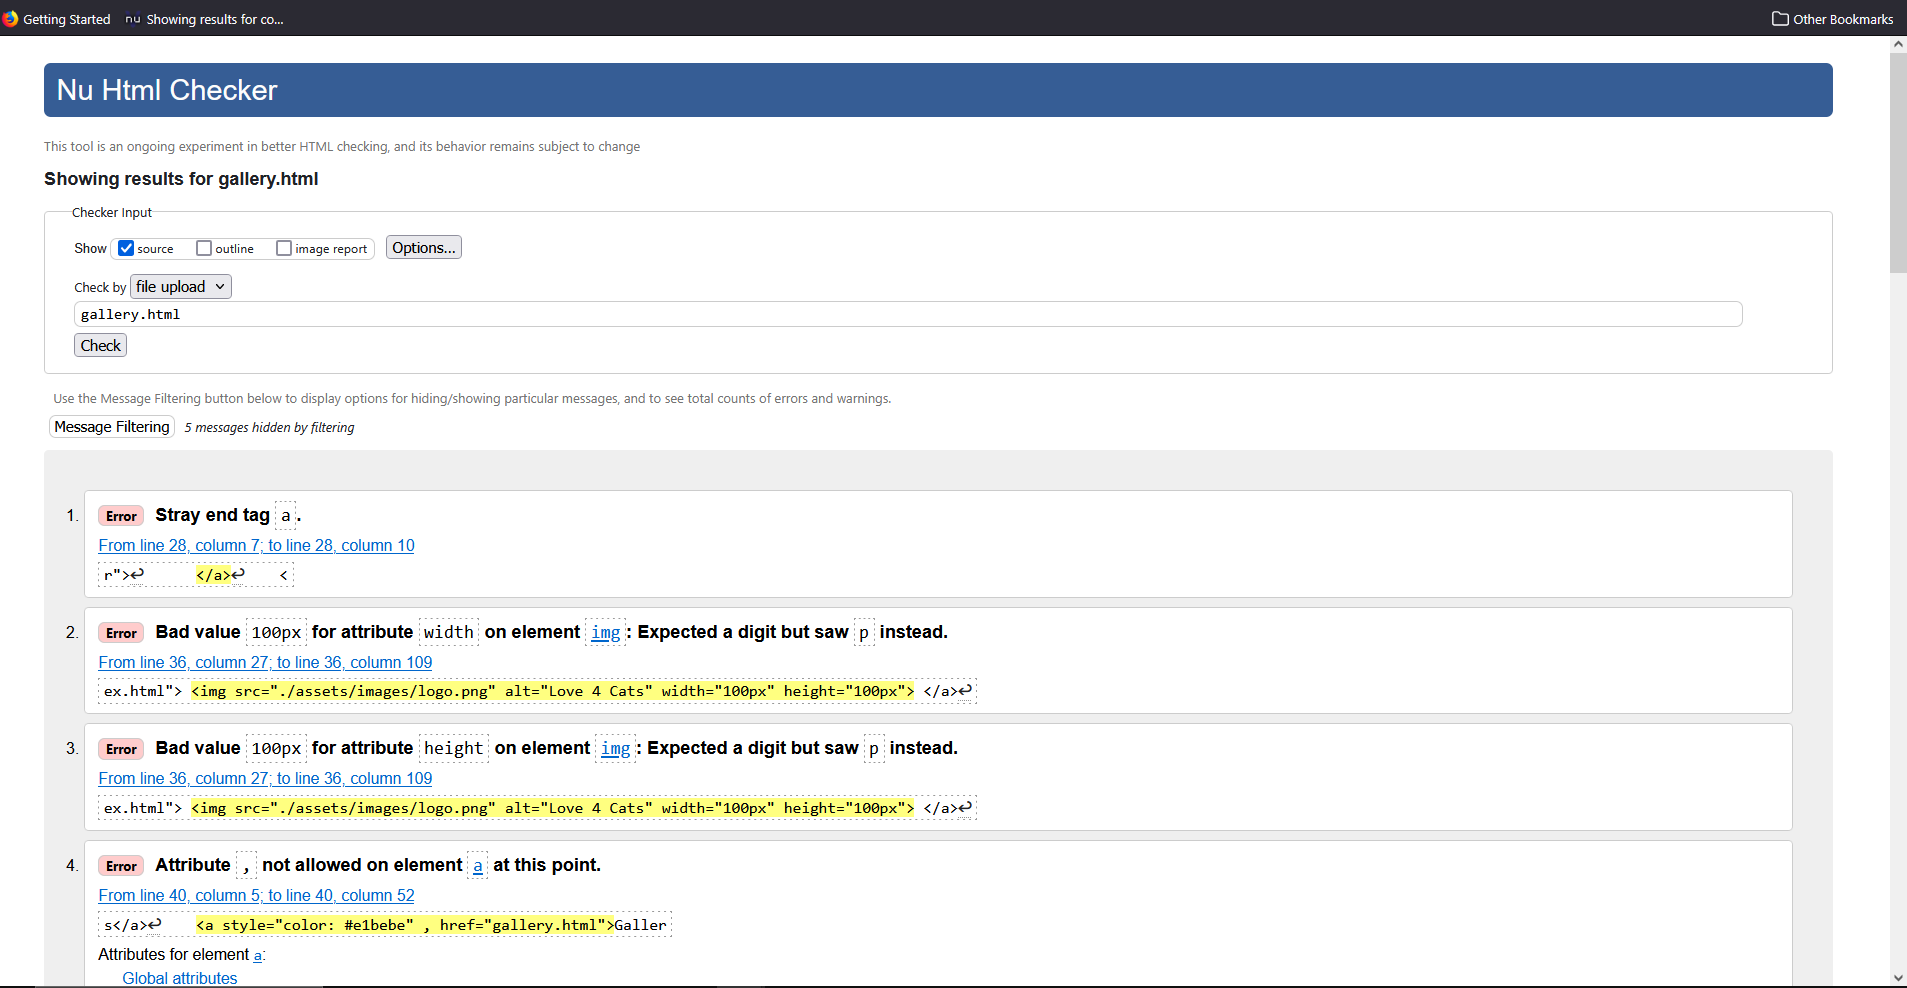 Getting Started nu Showing results for co... Other Bookmarks
Nu Html Checker
This tool is an ongoing experiment in better HTML checking, and its behavior remains subject to change
Showing results for gallery.html
Checker Input
Show source outline image report Options...
Check by file upload
gallery.html
Check
Use the Message Filtering button below to display options for hiding/showing particular messages, and to see total counts of errors and warnings.
Message Filtering 5 messages hidden by filtering
1. Error Stray end tag a.
From line 28, column 7; to line 28, column 10
r">↩ </a>↩ <
2. Error Bad value 100px for attribute width on element img: Expected a digit but saw p instead.
From line 36, column 27; to line 36, column 109
ex.html"> <img src="./assets/images/logo.png" alt="Love 4 Cats" width="100px" height="100px"> </a>↩
3. Error Bad value 100px for attribute height on element img: Expected a digit but saw p instead.
From line 36, column 27; to line 36, column 109
ex.html"> <img src="./assets/images/logo.png" alt="Love 4 Cats" width="100px" height="100px"> </a>↩
4. Error Attribute , not allowed on element a at this point.
From line 40, column 5; to line 40, column 52
s</a>↩ <a style="color: #e1bebe" , href="gallery.html">Galler
Attributes for element a:
Global attributes